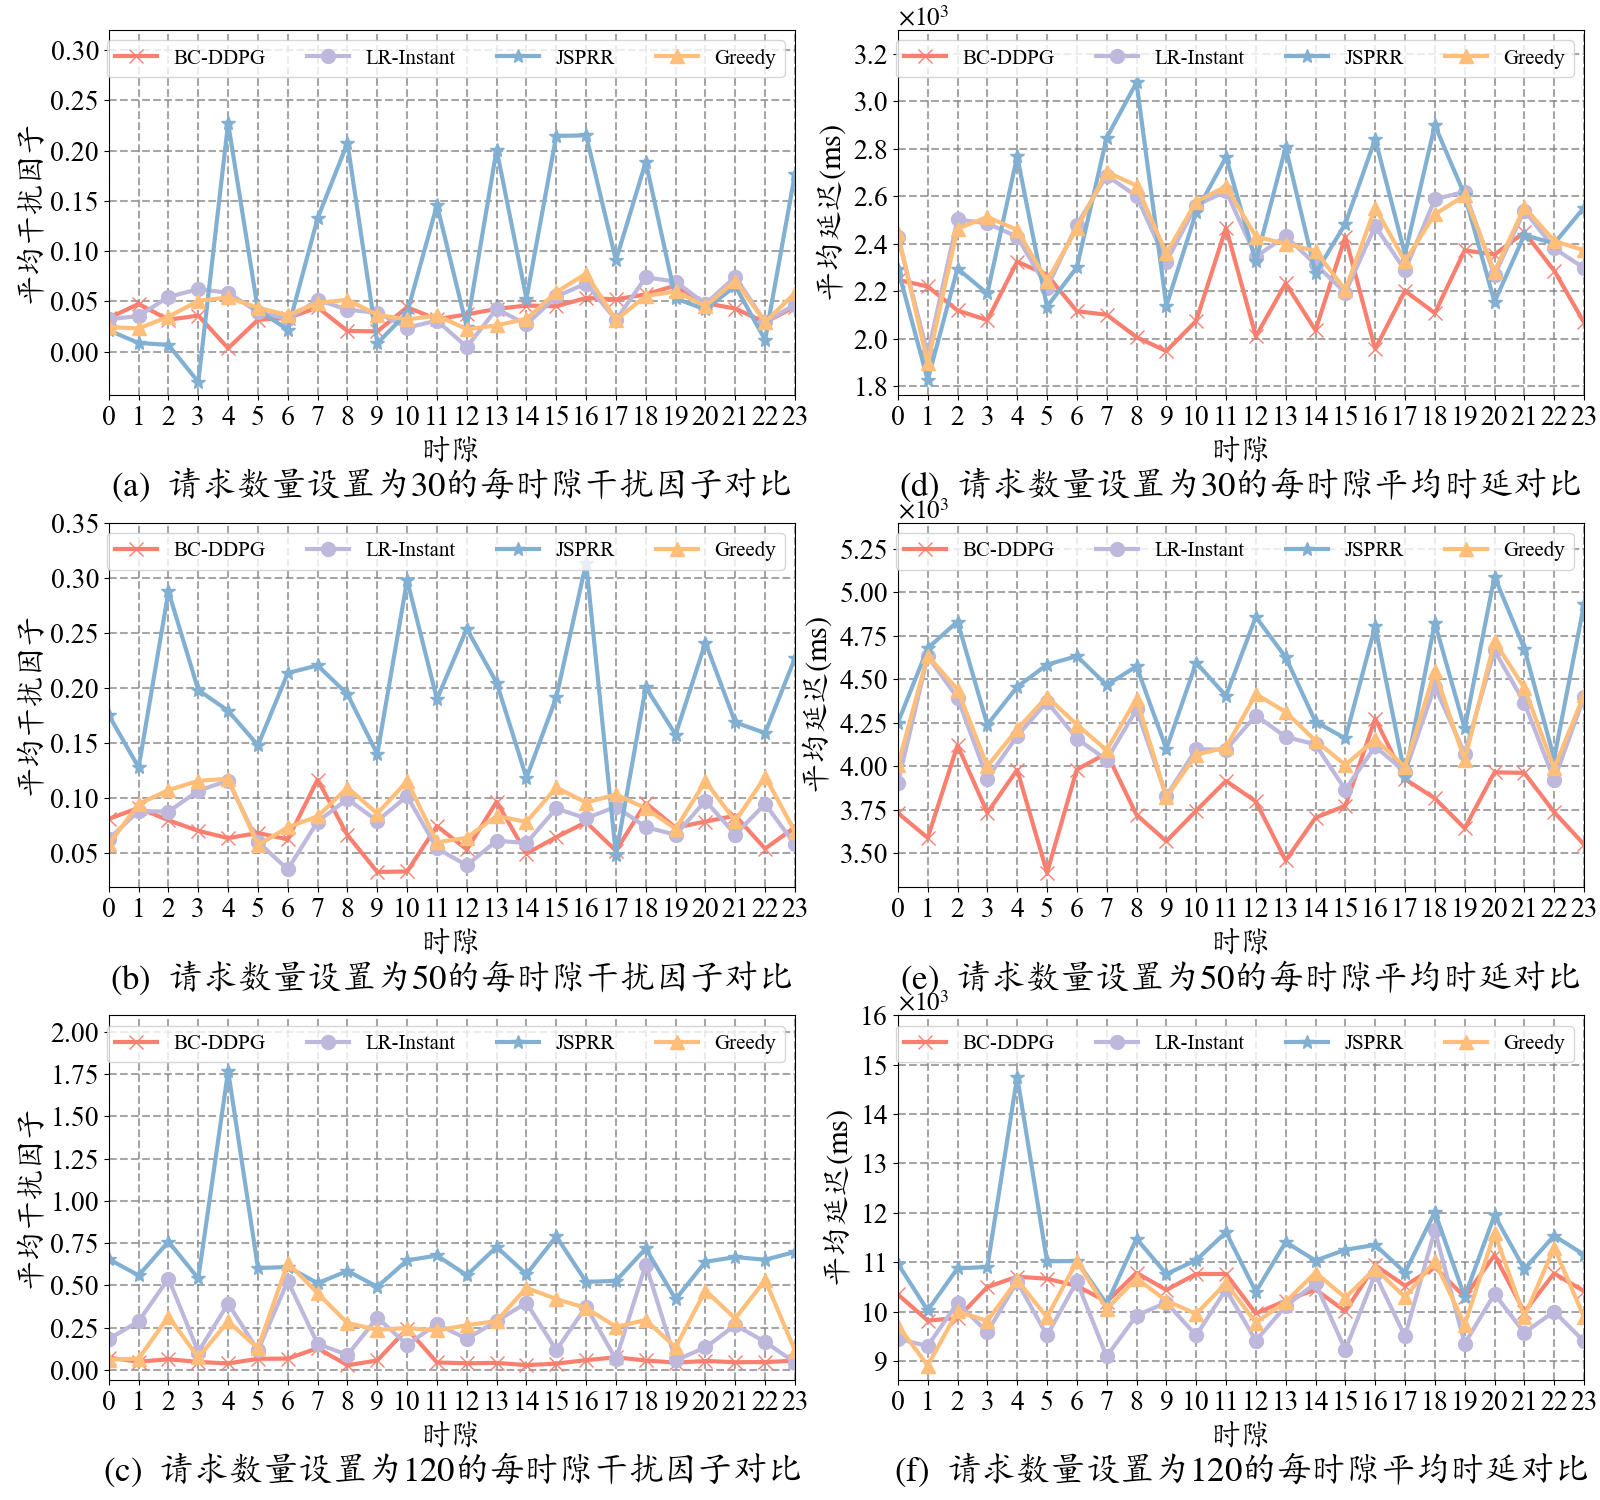 0.30
0.25
0.20
0.15
0.10
0.05
0.00
平均干扰因子
BC-DDPG LR-Instant JSPRR Greedy
0 1 2 3 4 5 6 7 8 9 10 11 12 13 14 15 16 17 18 19 20 21 22 23
时隙
(a) 请求数量设置为30的每时隙干扰因子对比
×10³
3.2
3.0
2.8
2.6
2.4
2.2
2.0
1.8
平均延迟(ms)
BC-DDPG LR-Instant JSPRR Greedy
0 1 2 3 4 5 6 7 8 9 10 11 12 13 14 15 16 17 18 19 20 21 22 23
时隙
(d) 请求数量设置为30的每时隙平均时延对比
0.35
0.30
0.25
0.20
0.15
0.10
0.05
平均干扰因子
BC-DDPG LR-Instant JSPRR Greedy
0 1 2 3 4 5 6 7 8 9 10 11 12 13 14 15 16 17 18 19 20 21 22 23
时隙
(b) 请求数量设置为50的每时隙干扰因子对比
×10³
5.25
5.00
4.75
4.50
4.25
4.00
3.75
3.50
平均延迟(ms)
BC-DDPG LR-Instant JSPRR Greedy
0 1 2 3 4 5 6 7 8 9 10 11 12 13 14 15 16 17 18 19 20 21 22 23
时隙
(e) 请求数量设置为50的每时隙平均时延对比
2.00
1.75
1.50
1.25
1.00
0.75
0.50
0.25
0.00
平均干扰因子
BC-DDPG LR-Instant JSPRR Greedy
0 1 2 3 4 5 6 7 8 9 10 11 12 13 14 15 16 17 18 19 20 21 22 23
时隙
(c) 请求数量设置为120的每时隙干扰因子对比
×10³
16
15
14
13
12
11
10
9
平均延迟(ms)
BC-DDPG LR-Instant JSPRR Greedy
0 1 2 3 4 5 6 7 8 9 10 11 12 13 14 15 16 17 18 19 20 21 22 23
时隙
(f) 请求数量设置为120的每时隙平均时延对比